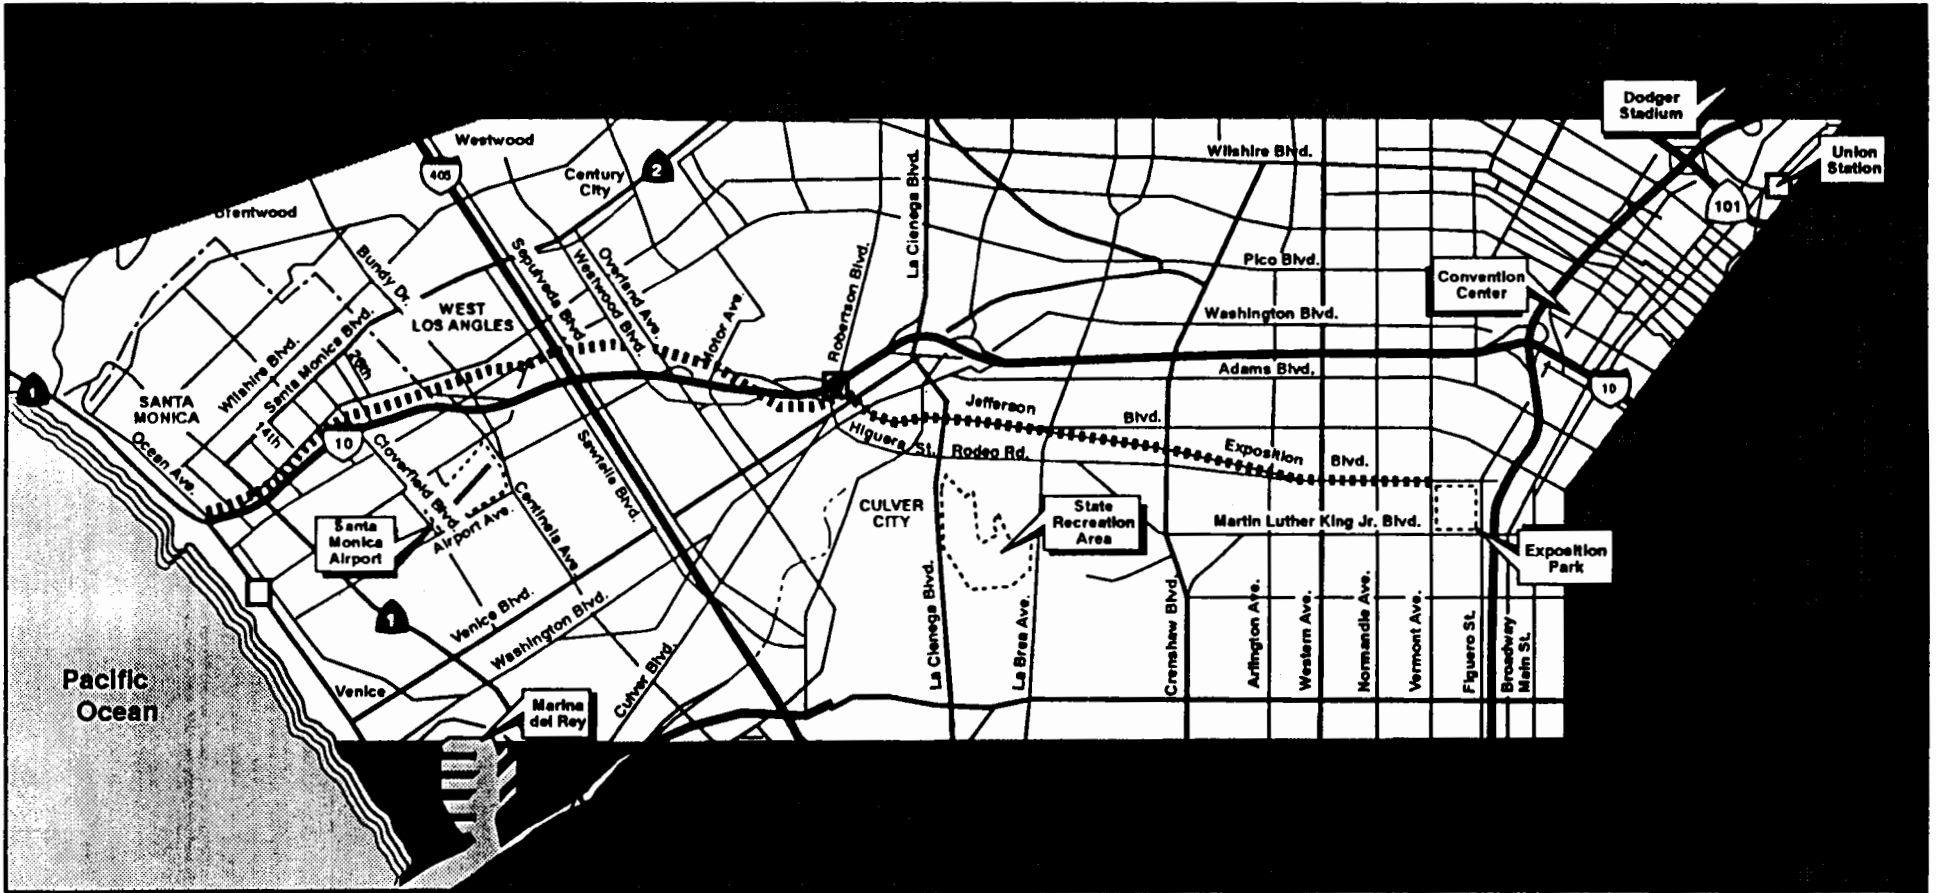 Dodger
Stadium
Westwood
Wilshire Blvd.
Union
Station
405
Century
City
2
La Cienega Blvd.
101
Brentwood
Bundy Dr.
Sepulveda Blvd.
Westwood Blvd.
Overland Ave.
Robertson Blvd.
Pico Blvd.
Convention
Center
WEST
LOS ANGLES
Motor Ave.
Washington Blvd.
Wilshire Blvd.
Santa Monica Blvd.
26th
Adams Blvd.
10
1
SANTA
MONICA
14th
Ocean Ave.
10
Jefferson
Blvd.
Higuera St.
Rodeo Rd.
Exposition
Blvd.
Cloverfield Blvd.
Sawtelle Blvd.
Centinela Ave.
Airport Ave.
CULVER
CITY
State
Recreation
Area
Martin Luther King Jr. Blvd.
Santa
Monica
Airport
Exposition
Park
1
Venice Blvd.
Washington Blvd.
Culver Blvd.
La Cienega Blvd.
La Brea Ave.
Crenshaw Blvd.
Arlington Ave.
Western Ave.
Normandie Ave.
Vermont Ave.
Figuero St.
Broadway
Main St.
Pacific
Ocean
Venice
Marina
del Rey